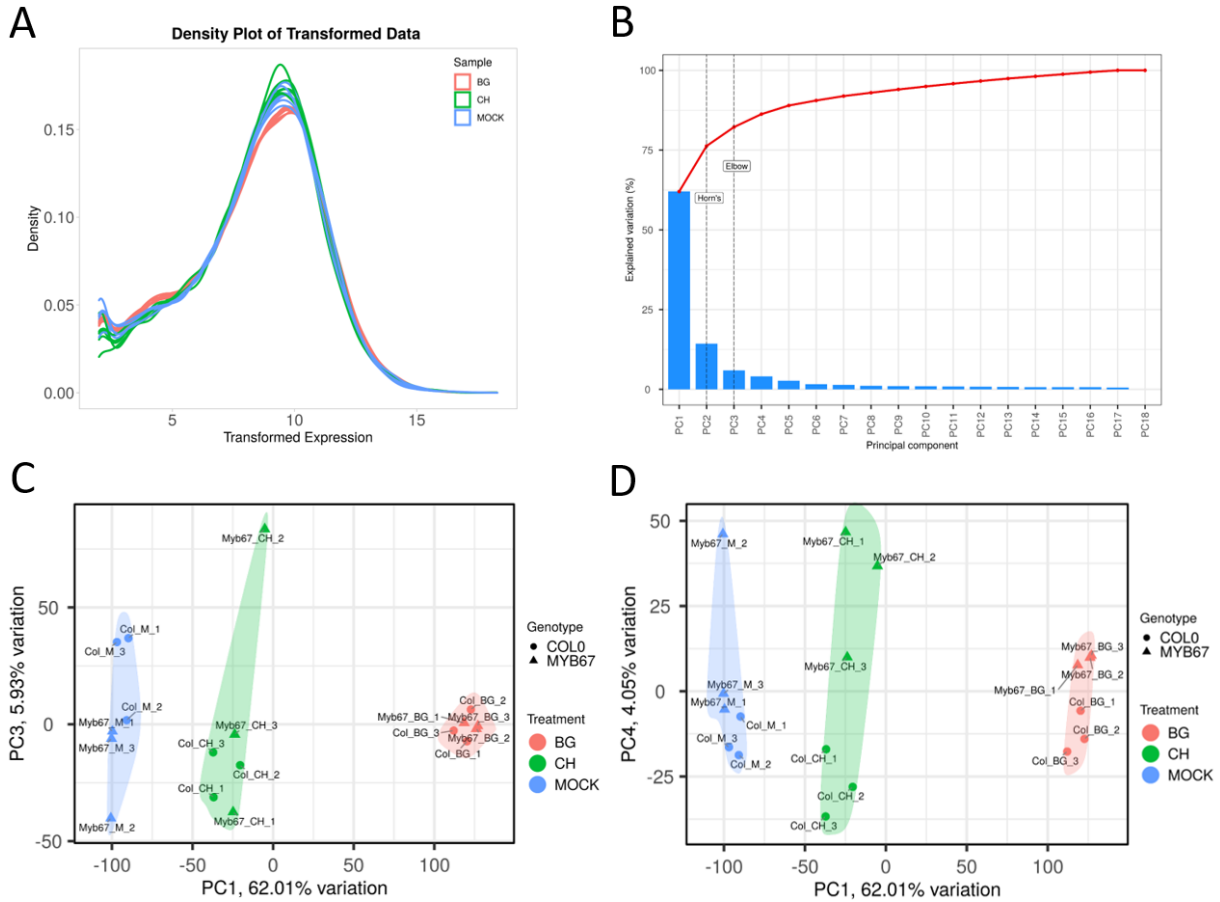 A
Density Plot of Transformed Data
Sample
BG
CH
MOCK
0.15
0.10
0.05
0.00
Density
5
10
15
Transformed Expression
B
100
75
50
25
0
Explained variation (%)
Horn's
Elbow
PC1
PC2
PC3
PC4
PC5
PC6
PC7
PC8
PC9
PC10
PC11
PC12
PC13
PC14
PC15
PC16
PC17
PC18
Principal component
C
50
0
-50
PC3, 5.93% variation
Myb67_CH_2
Col_M_1
Col_M_3
Col_M_2
Myb67_M_1
Myb67_M_3
Myb67_M_2
Myb67_CH_3
Col_CH_3
Col_CH_2
Col_CH_1
Myb67_CH_1
Col_BG_2
Myb67_BG_1
Myb67_BG_3
Col_BG_3
Myb67_BG_2
Col_BG_1
-100
-50
0
50
100
PC1, 62.01% variation
Genotype
COL0
MYB67
Treatment
BG
CH
MOCK
D
50
25
0
-25
PC4, 4.05% variation
Myb67_M_2
Myb67_CH_1
Myb67_CH_2
Myb67_CH_3
Myb67_M_3
Myb67_M_1
Col_M_1
Col_M_3
Col_M_2
Col_CH_1
Col_CH_2
Col_CH_3
Myb67_BG_3
Myb67_BG_2
Myb67_BG_1
Col_BG_1
Col_BG_2
Col_BG_3
-100
-50
0
50
100
PC1, 62.01% variation
Genotype
COL0
MYB67
Treatment
BG
CH
MOCK